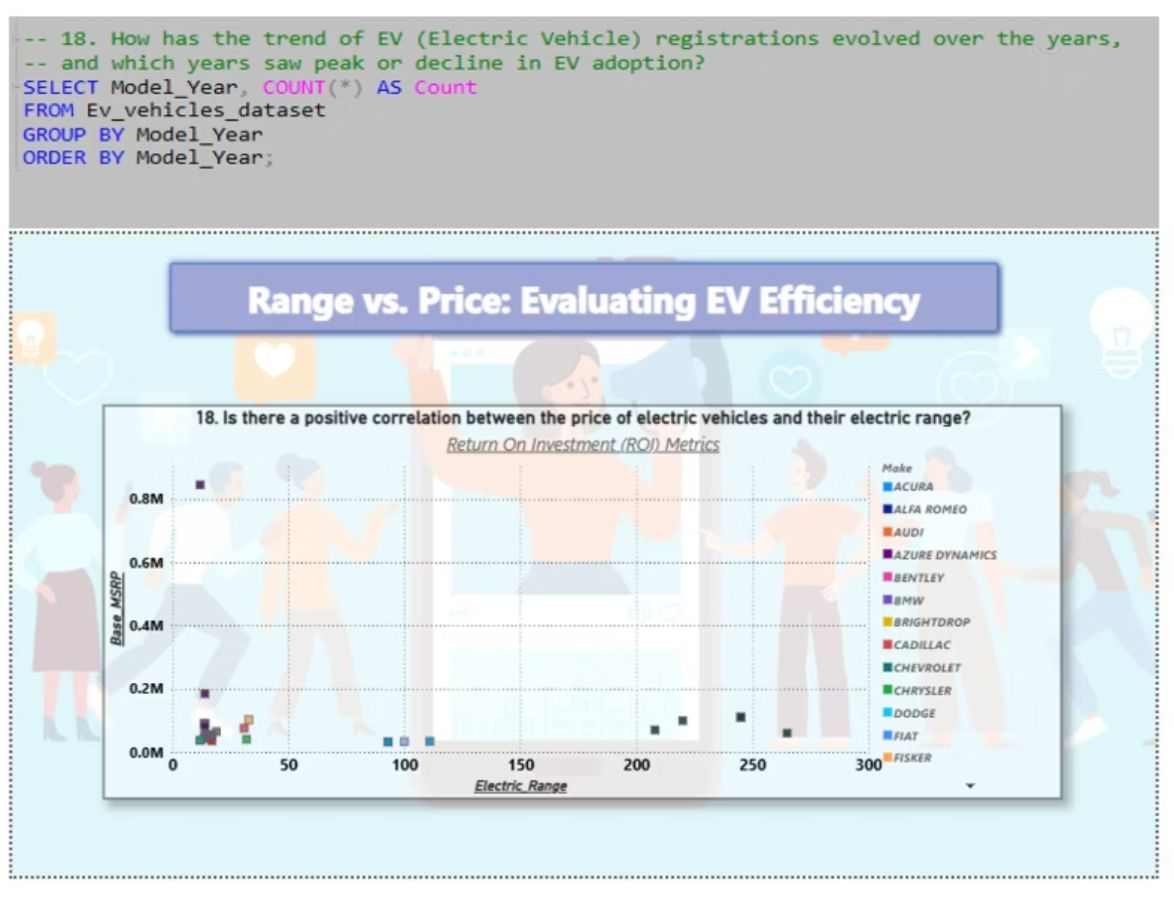 -- 18. How has the trend of EV (Electric Vehicle) registrations evolved over the years,
-- and which years saw peak or decline in EV adoption?
SELECT Model_Year, COUNT(*) AS Count
FROM Ev_vehicles_dataset
GROUP BY Model_Year
ORDER BY Model_Year;
Range vs. Price: Evaluating EV Efficiency
18. Is there a positive correlation between the price of electric vehicles and their electric range?
Return On Investment (ROI) Metrics
Make
ACURA
ALFA ROMEO
AUDI
AZURE DYNAMICS
BENTLEY
BMW
BRIGHTDROP
CADILLAC
CHEVROLET
CHRYSLER
DODGE
FIAT
FISKER
Base_MSRP
0.8M
0.6M
0.4M
0.2M
0.0M
0 50 100 150 200 250 300
Electric_Range